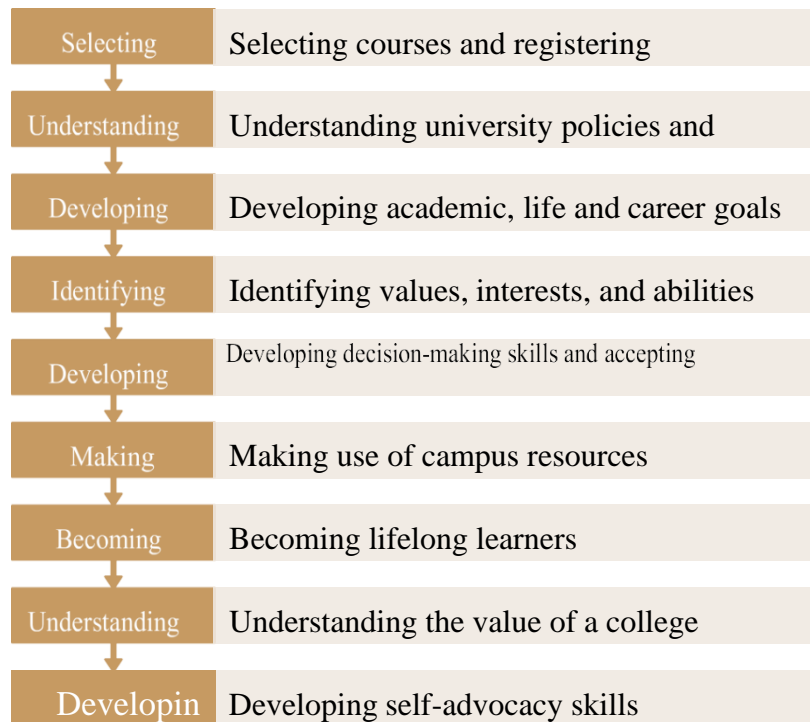 Selecting
Selecting courses and registering
Understanding
Understanding university policies and
Developing
Developing academic, life and career goals
Identifying
Identifying values, interests, and abilities
Developing
Developing decision-making skills and accepting
Making
Making use of campus resources
Becoming
Becoming lifelong learners
Understanding
Understanding the value of a college
Developin
Developing self-advocacy skills